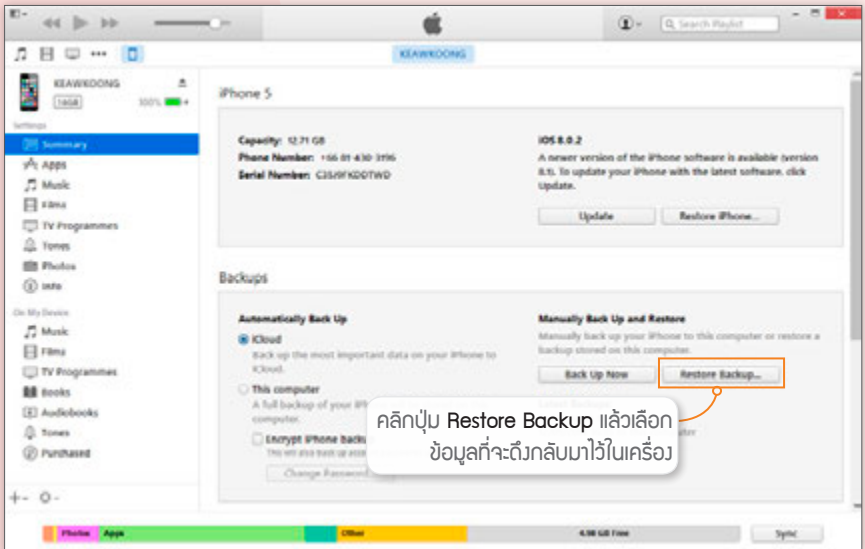 Search Playlist
KEAWKOONG
KEAWKOONG
16GB 100%
Settings
Summary
Apps
Music
Films
TV Programmes
Tones
Photos
Info
On My Device
Music
Films
TV Programmes
Books
Audiobooks
Tones
Purchased
iPhone 5
Capacity: 12.71 GB
Phone Number: +66 81-430-3196
Serial Number:
iOS 8.0.2
A newer version of the iPhone software is available (version
8.1). To update your iPhone with the latest software, click
Update.
Update Restore iPhone...
Backups
Automatically Back Up
iCloud
Back up the most important data on your iPhone to
iCloud.
This computer
A full backup of your
computer.
Encrypt iPhone
Change Password
Manually Back Up and Restore
Manually back up your iPhone to this computer or restore a
backup stored on this computer.
Back Up Now Restore Backup...
คลิกปุ่ม Restore Backup แล้วเลือก
ข้อมูลที่จะดึงกลับมาไว้ในเครื่อง
Photos Apps Other 4.98 GB Free Sync